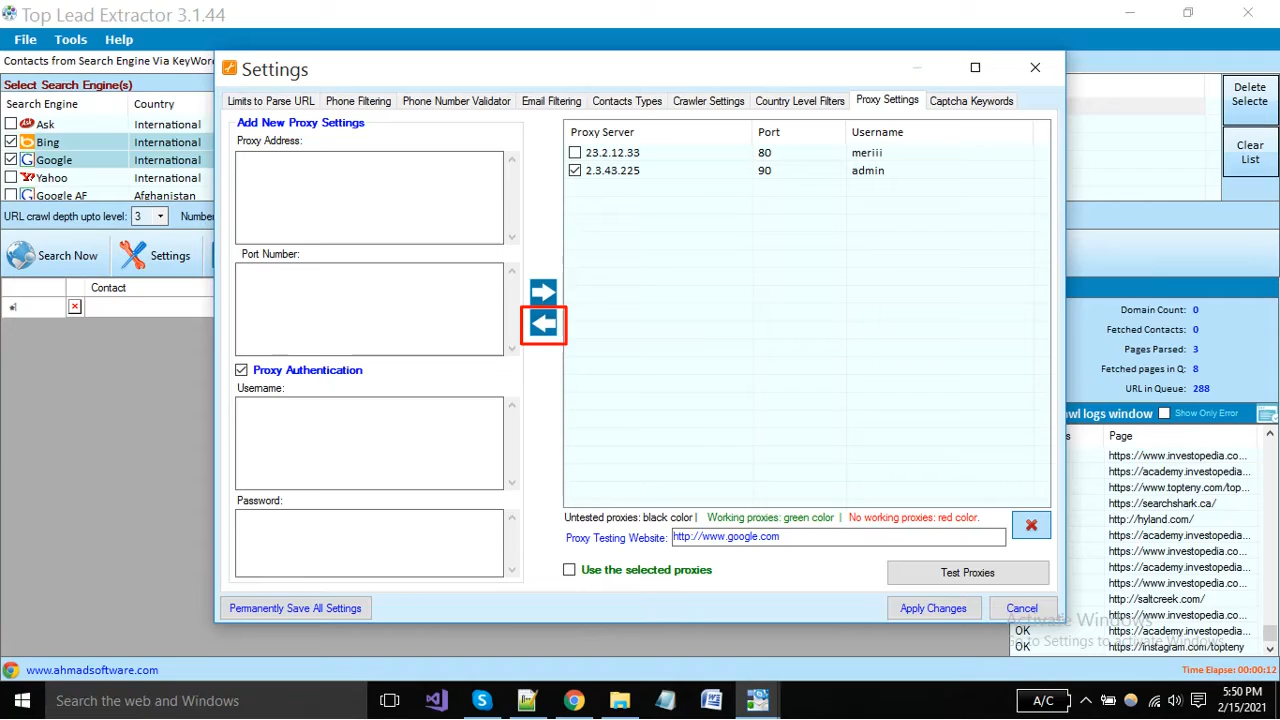 Top Lead Extractor 3.1.44
File Tools Help
Contacts from Search Engine Via KeyWor
Select Search Engine(s)
Search Engine Country
Ask International
Bing International
Google International
Yahoo International
Google AF Afghanistan
URL crawl depth upto level: 3 Number
Search Now Settings
Contact
Settings
Limits to Parse URL Phone Filtering Phone Number Validator Email Filtering Contacts Types Crawler Settings Country Level Filters Proxy Settings Captcha Keywords
Add New Proxy Settings
Proxy Address:
Port Number:
Proxy Authentication
Username:
Password:
Proxy Server Port Username
23.2.12.33 80 meriii
2.3.43.225 90 admin
Untested proxies: black color | Working proxies: green color | No working proxies: red color.
Proxy Testing Website: http://www.google.com
Use the selected proxies
Test Proxies
Permanently Save All Settings
Apply Changes Cancel
Delete
Selecte
Clear
List
Domain Count: 0
Fetched Contacts: 0
Pages Parsed: 3
Fetched pages in Q: 8
URL in Queue: 288
wl logs window Show Only Error
s Page
https://www.investopedia.co...
https://academy.investopedia...
https://www.topteny.com/top...
https://searchshark.ca/
http://hyland.com/
https://academy.investopedia...
https://www.investopedia.co...
https://academy.investopedia...
https://www.investopedia.co...
http://saltcreek.com/
https://www.investopedia.co...
OK https://academy.investopedia...
OK https://instagram.com/topteny
Activate Windows
Go to Settings to activate Windows.
www.ahmadsoftware.com
Time Elapse: 00:00:12
Search the web and Windows
A/C
5:50 PM
2/15/2021